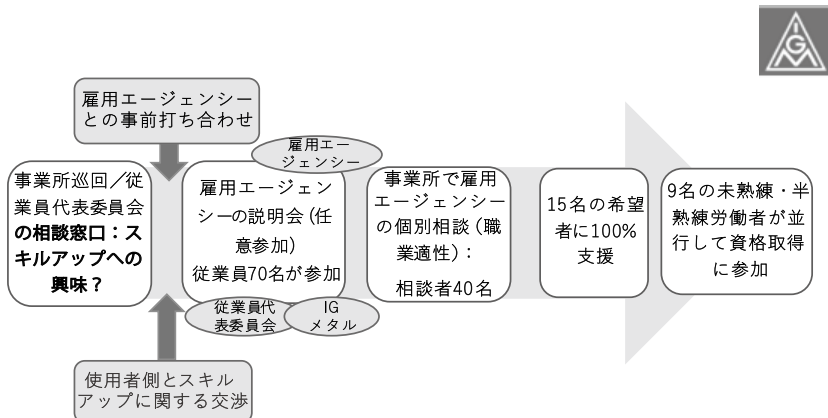 IGM
雇用エージェンシー
との事前打ち合わせ
雇用エー
ジェンシー
事業所巡回／従
業員代表委員会
の相談窓口：ス
キルアップへの
興味？
雇用エージェン
シーの説明会（任
意参加）
従業員70名が参加
事業所で雇用
エージェンシー
の個別相談（職
業適性）：
相談者40名
15名の希望
者に100%
支援
9名の未熟練・半
熟練労働者が並
行して資格取得
に参加
従業員代
表委員会
IG
メタル
使用者側とスキル
アップに関する交渉